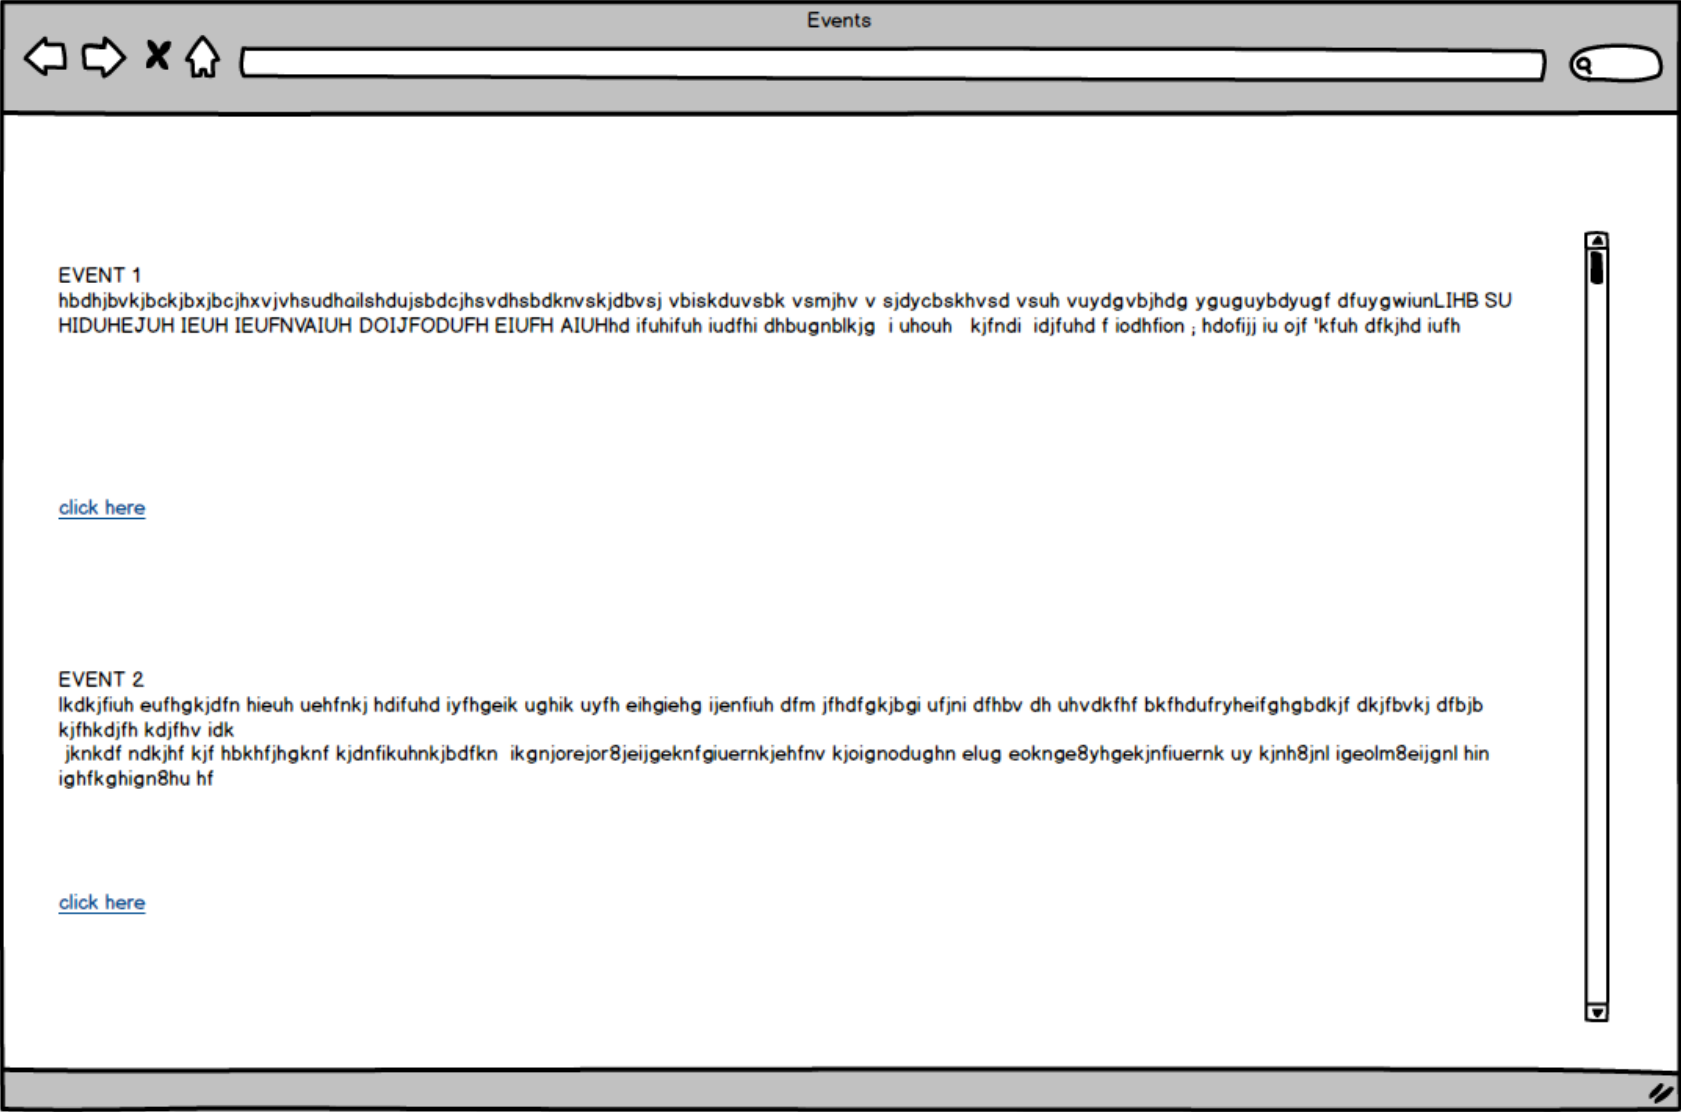 Events
EVENT 1
hbdhjbvkjbckjbxjbcjhxvjvhsudhailshdujsbdcjhsvdhsbdknvskjdbvsj vbiskduvsbk vsmjhv v sjdycbskhvsd vsuh vuydgvbjhdg yguguybdyugf dfuygwiunLIHB SU
HIDUHEJUH IEUH IEUFNVAIUH DOIJFODUFH EIUFH AIUHhd ifuhifuh iudfhi dhbugnblkjg i uhouh kjfndi idjfuhd f iodhfion ; hdofijj iu ojf 'kfuh dfkjhd iufh
click here
EVENT 2
lkdkjfiuh eufhgkjdfn hieuh uehfnkj hdifuhd iyfhgeik ughik uyfh eihgiehg ijenfiuh dfm jfhdfgkjbgi ufjni dfhbv dh uhvdkfhf bkfhdufryheifghgbdkjf dkjfbvkj dfbjb
kjfhkdjfh kdjfhv idk
jknkdf ndkjhf kjf hbkhfjhgknf kjdnfikuhnkjbdfkn ikgnjorejor8jeijgeknfgiuernkjehfnv kjoignodughn elug eoknge8yhgekjnfiuernk uy kjnh8jnl igeolm8eijgnl hin
ighfkghign8hu hf
click here